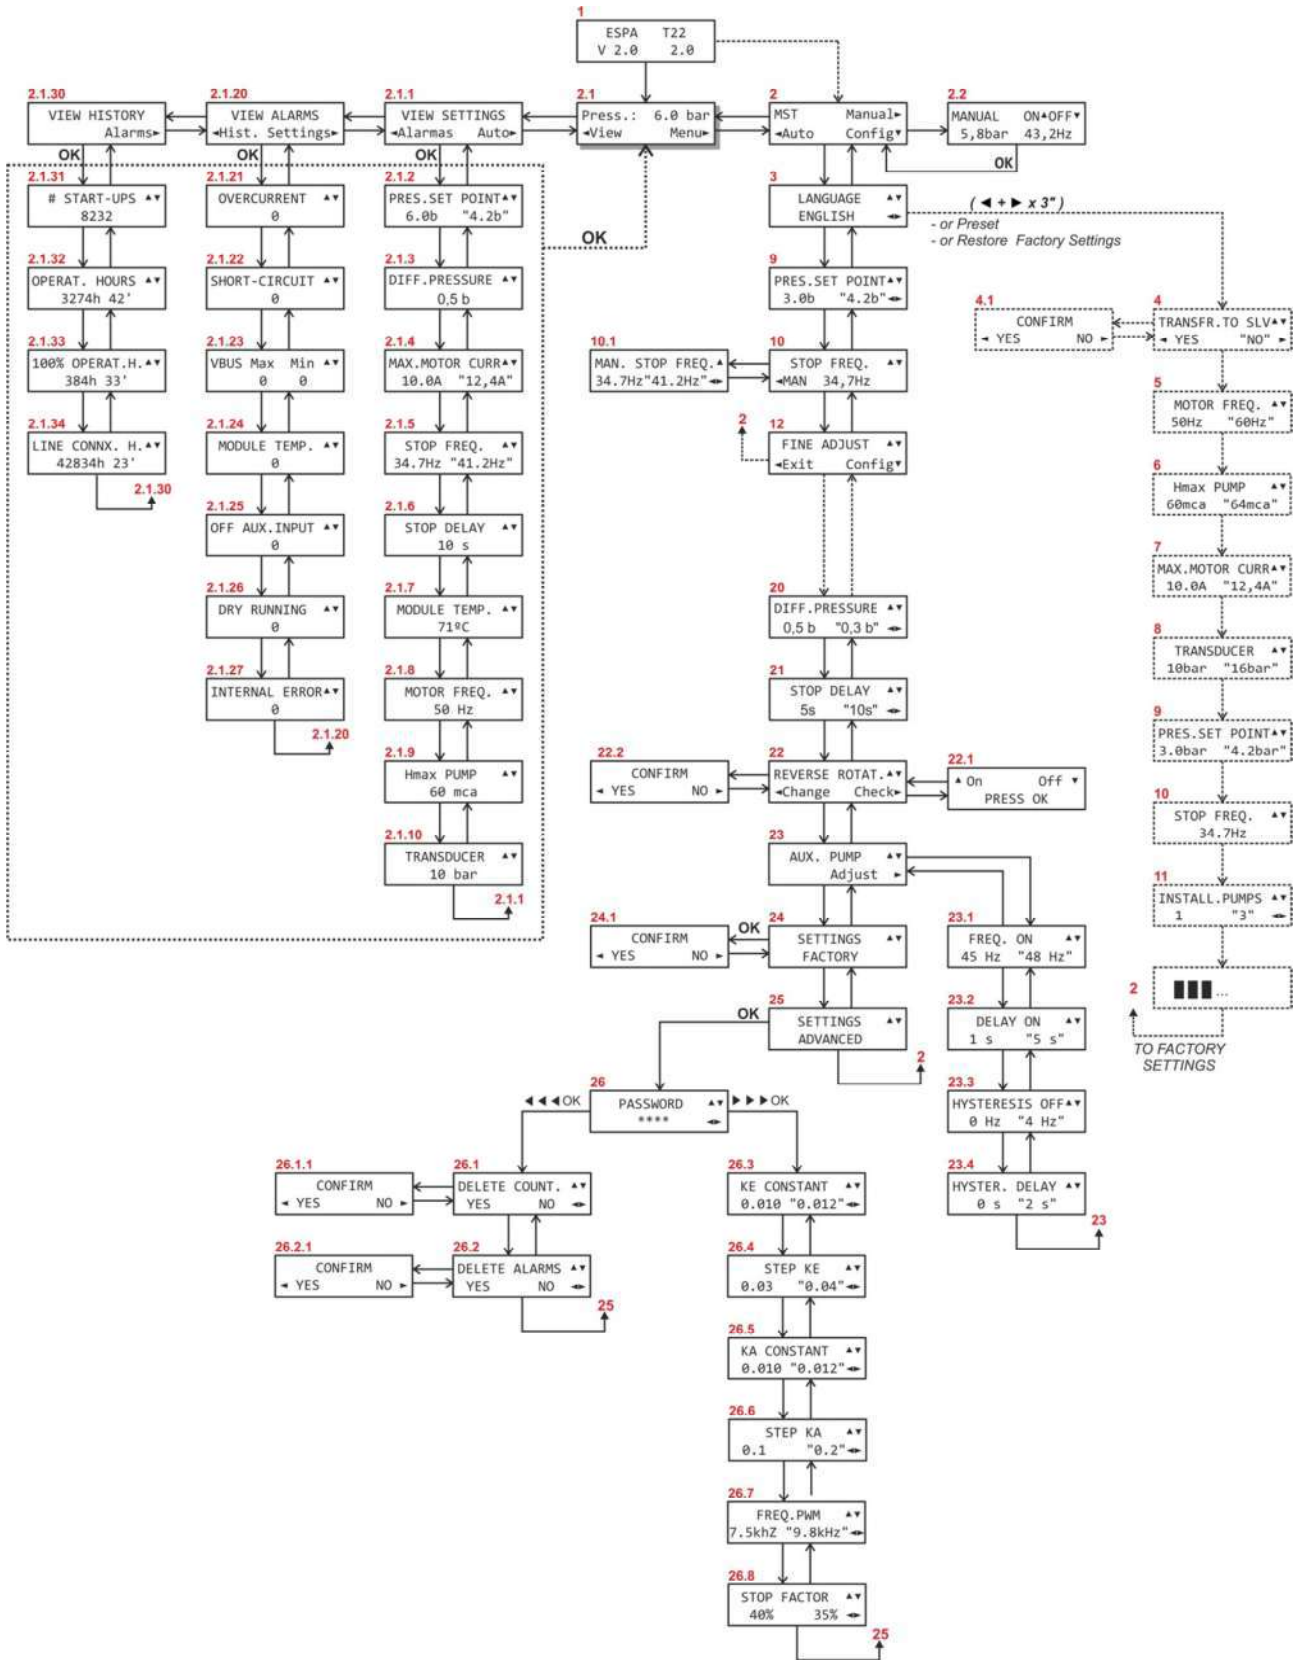 1
ESPA T22
V 2.0 2.0
2.1.30
VIEW HISTORY
Alarms►
2.1.20
VIEW ALARMS
◄Hist. Settings►
2.1.1
VIEW SETTINGS
◄Alarmas Auto►
2.1
Press.: 6.0 bar
◄View Menu►
2
MST Manual►
◄Auto Config▼
2.2
MANUAL ON▲OFF▼
5,8bar 43,2Hz
OK
OK
OK
OK
2.1.31
# START-UPS ▲▼
8232
2.1.32
OPERAT. HOURS ▲▼
3274h 42'
2.1.33
100% OPERAT.H. ▲▼
384h 33'
2.1.34
LINE CONNX. H. ▲▼
42834h 23'
2.1.30
2.1.21
OVERCURRENT ▲▼
0
2.1.22
SHORT-CIRCUIT ▲▼
0
2.1.23
VBUS Max Min ▲▼
0 0
2.1.24
MODULE TEMP. ▲▼
0
2.1.25
OFF AUX.INPUT ▲▼
0
2.1.26
DRY RUNNING ▲▼
0
2.1.27
INTERNAL ERROR▲▼
0
2.1.20
2.1.2
PRES.SET POINT▲▼
6.0b "4.2b"
2.1.3
DIFF.PRESSURE ▲▼
0,5 b
2.1.4
MAX.MOTOR CURR▲▼
10.0A "12,4A"
2.1.5
STOP FREQ. ▲▼
34.7Hz "41.2Hz"
2.1.6
STOP DELAY ▲▼
10 s
2.1.7
MODULE TEMP. ▲▼
71ºC
2.1.8
MOTOR FREQ. ▲▼
50 Hz
2.1.9
Hmax PUMP ▲▼
60 mca
2.1.10
TRANSDUCER ▲▼
10 bar
2.1.1
OK
3
LANGUAGE ▲▼
ENGLISH ◄►
( ◄ + ► x 3" )
- or Preset
- or Restore Factory Settings
9
PRES.SET POINT▲▼
3.0b "4.2b"◄►
10.1
MAN. STOP FREQ.▲
34.7Hz"41.2Hz"◄►
10
STOP FREQ. ▲▼
◄MAN 34,7Hz
2
12
FINE ADJUST ▲▼
◄Exit Config▼
20
DIFF.PRESSURE ▲▼
0,5 b "0,3 b" ◄►
21
STOP DELAY ▲▼
5s "10s" ◄►
22.2
CONFIRM
◄ YES NO ►
22
REVERSE ROTAT.▲▼
◄Change Check►
22.1
▲ On Off ▼
PRESS OK
23
AUX. PUMP ▲▼
Adjust ►
24.1
CONFIRM
◄ YES NO ►
OK
24
SETTINGS ▲▼
FACTORY
25
SETTINGS ▲▼
ADVANCED
OK
2
23.1
FREQ. ON ▲▼
45 Hz "48 Hz"
23.2
DELAY ON ▲▼
1 s "5 s"
23.3
HYSTERESIS OFF▲▼
0 Hz "4 Hz"
23.4
HYSTER. DELAY ▲▼
0 s "2 s"
23
4.1
CONFIRM
◄ YES NO ►
4
TRANSFR.TO SLV▲▼
◄ YES "NO" ►
5
MOTOR FREQ. ▲▼
50Hz "60Hz"
6
Hmax PUMP ▲▼
60mca "64mca"
7
MAX.MOTOR CURR▲▼
10.0A "12,4A"
8
TRANSDUCER ▲▼
10bar "16bar"
9
PRES.SET POINT▲▼
3.0bar "4.2bar"
10
STOP FREQ. ▲▼
34.7Hz
11
INSTALL.PUMPS ▲▼
1 "3" ◄►
2
███ ...
TO FACTORY
SETTINGS
26
PASSWORD ▲▼
**** ◄►
◄◄◄OK
►►►OK
26.1.1
CONFIRM
◄ YES NO ►
26.1
DELETE COUNT. ▲▼
YES NO ◄►
26.2.1
CONFIRM
◄ YES NO ►
26.2
DELETE ALARMS ▲▼
YES NO ◄►
25
26.3
KE CONSTANT ▲▼
0.010 "0.012"◄►
26.4
STEP KE ▲▼
0.03 "0.04"◄►
26.5
KA CONSTANT ▲▼
0.010 "0.012"◄►
26.6
STEP KA ▲▼
0.1 "0.2"◄►
26.7
FREQ.PWM ▲▼
7.5khZ "9.8kHz"◄►
26.8
STOP FACTOR ▲▼
40% 35% ◄►
25